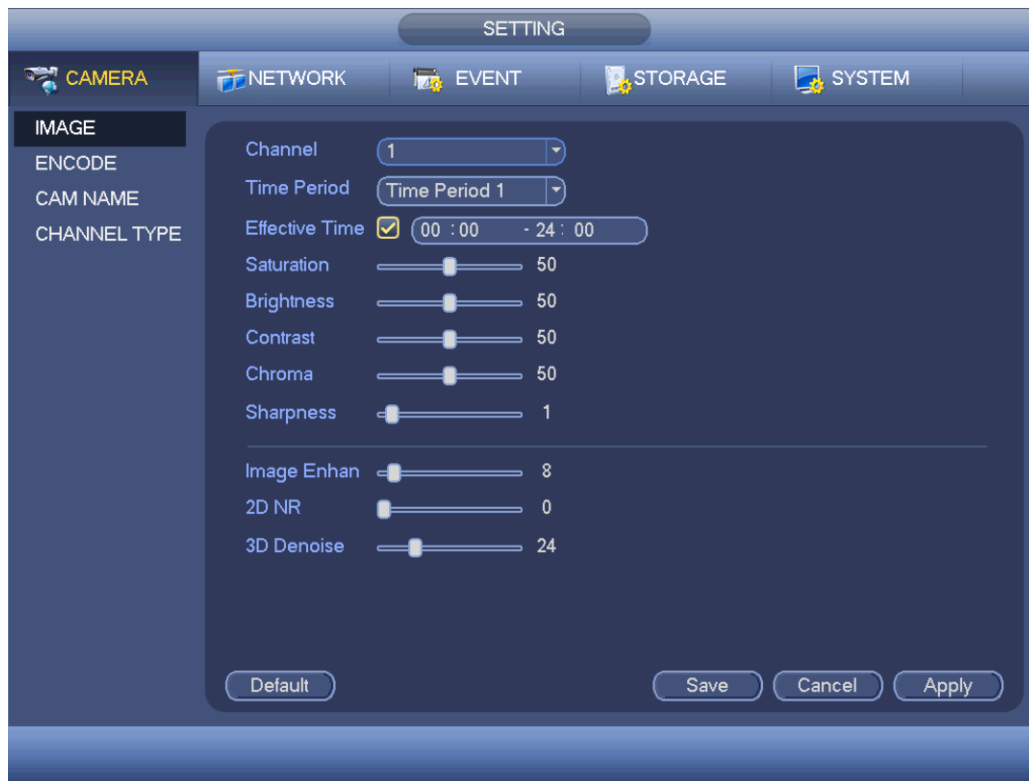 SETTING
CAMERA NETWORK EVENT STORAGE SYSTEM
IMAGE
ENCODE
CAM NAME
CHANNEL TYPE
Channel 1
Time Period Time Period 1
Effective Time 00 : 00 - 24 : 00
Saturation 50
Brightness 50
Contrast 50
Chroma 50
Sharpness 1
Image Enhan 8
2D NR 0
3D Denoise 24
Default Save Cancel Apply